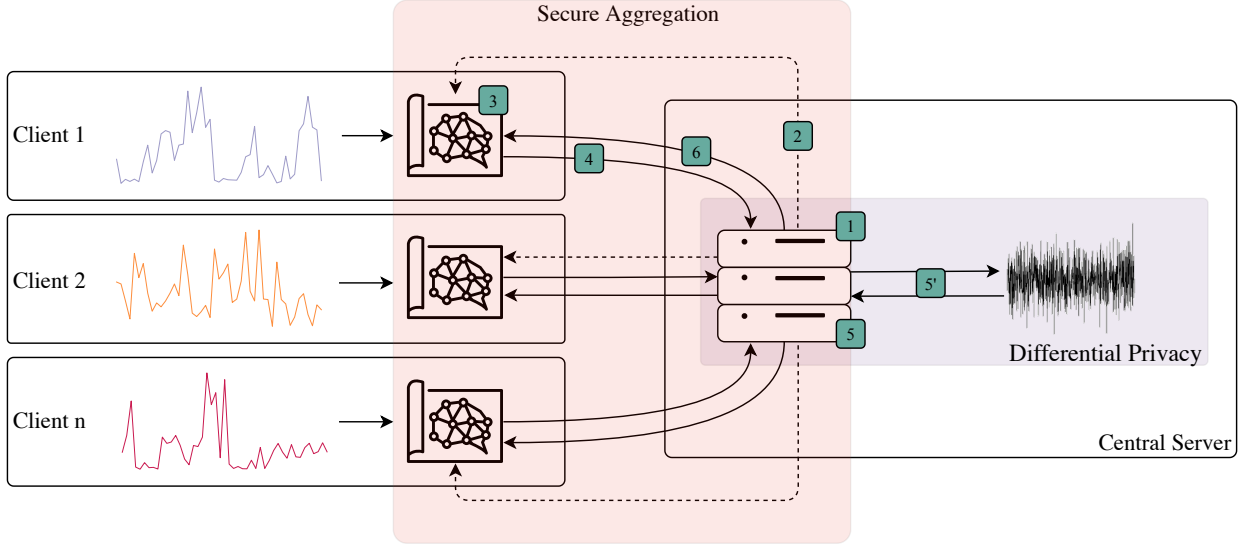 Secure Aggregation
3
2
Client 1
6
4
1
Client 2
5'
5
Differential Privacy
Client n
Central Server